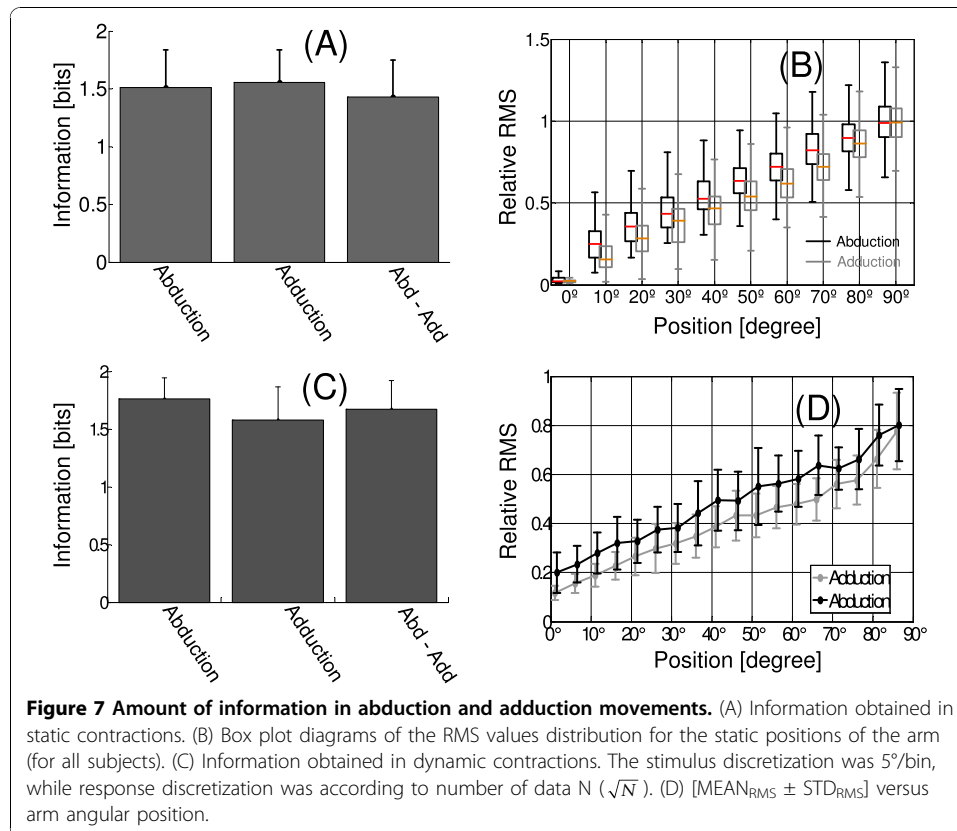 (A)
Information [bits]
2
1.5
1
0.5
0
Abduction
Adduction
Abd - Add
(B)
Relative RMS
1.5
1
0.5
0
Abduction
Adduction
0º 10º 20º 30º 40º 50º 60º 70º 80º 90º
Position [degree]
(C)
Information [bits]
2
1.5
1
0.5
0
Abduction
Adduction
Abd - Add
(D)
Relative RMS
1
0.8
0.6
0.4
0.2
0
Adduction
Abduction
0° 10° 20° 30° 40° 50° 60° 70° 80° 90°
Position [degree]
Figure 7 Amount of information in abduction and adduction movements. (A) Information obtained in
static contractions. (B) Box plot diagrams of the RMS values distribution for the static positions of the arm
(for all subjects). (C) Information obtained in dynamic contractions. The stimulus discretization was 5°/bin,
while response discretization was according to number of data N (√N). (D) [MEANRMS ± STDRMS] versus
arm angular position.